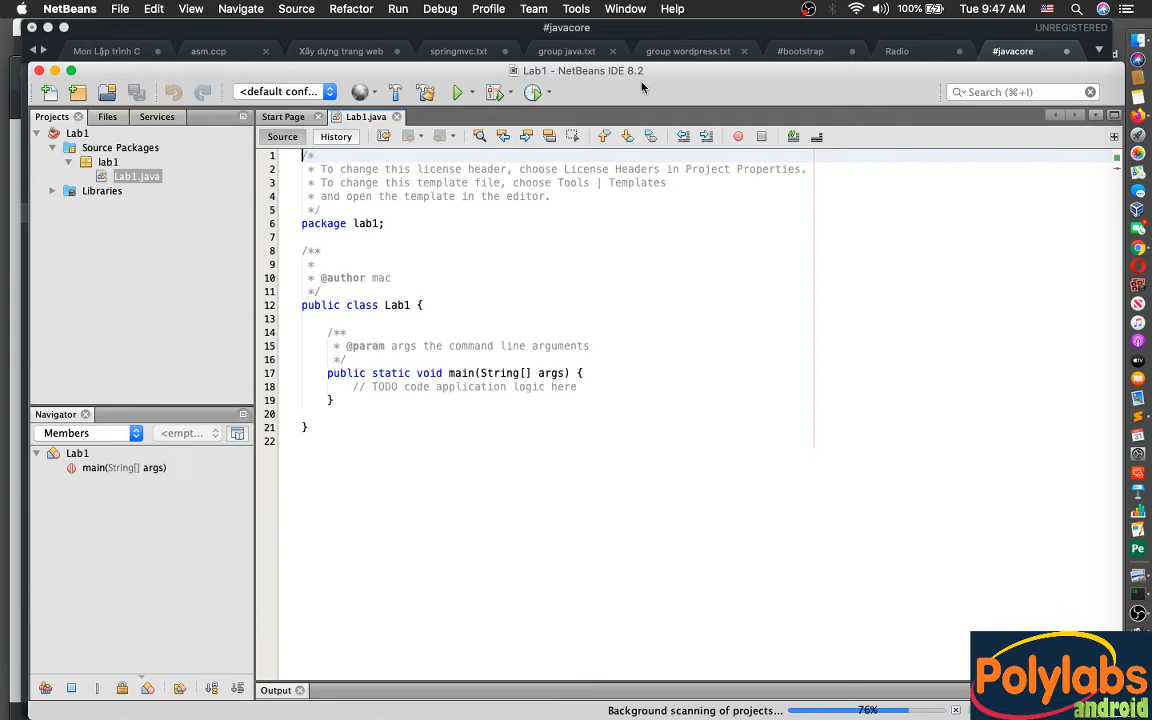 NetBeans File Edit View Navigate Source Refactor Run Debug Profile Team Tools Window Help 100% Tue 9:47 AM
#javacore UNREGISTERED
Mon Lập trình C asm.ccp Xây dựng trang web springmvc.txt group java.txt group wordpress.txt #bootstrap Radio #javacore
Lab1 - NetBeans IDE 8.2
<default conf... Search (⌘+I)
Projects Files Services Start Page Lab1.java
Source History
Lab1
Source Packages
lab1
Lab1.java
Libraries
1 /*
2 * To change this license header, choose License Headers in Project Properties.
3 * To change this template file, choose Tools | Templates
4 * and open the template in the editor.
5 */
6 package lab1;
7
8 /**
9 *
10 * @author mac
11 */
12 public class Lab1 {
13
14 /**
15 * @param args the command line arguments
16 */
17 public static void main(String[] args) {
18 // TODO code application logic here
19 }
20
21 }
22
Navigator
Members <empt...
Lab1
main(String[] args)
Output
Background scanning of projects... 76%
Pe
Polylabs
android